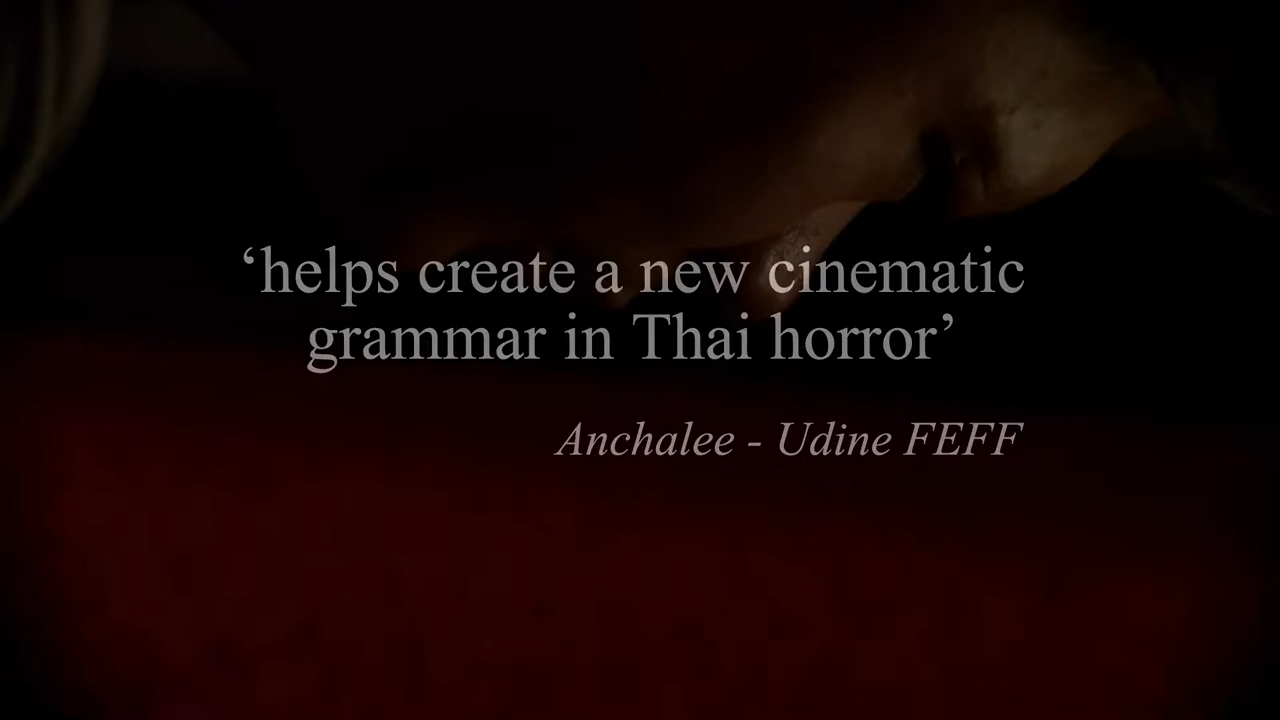 ‘helps create a new cinematic
grammar in Thai horror’
Anchalee - Udine FEFF